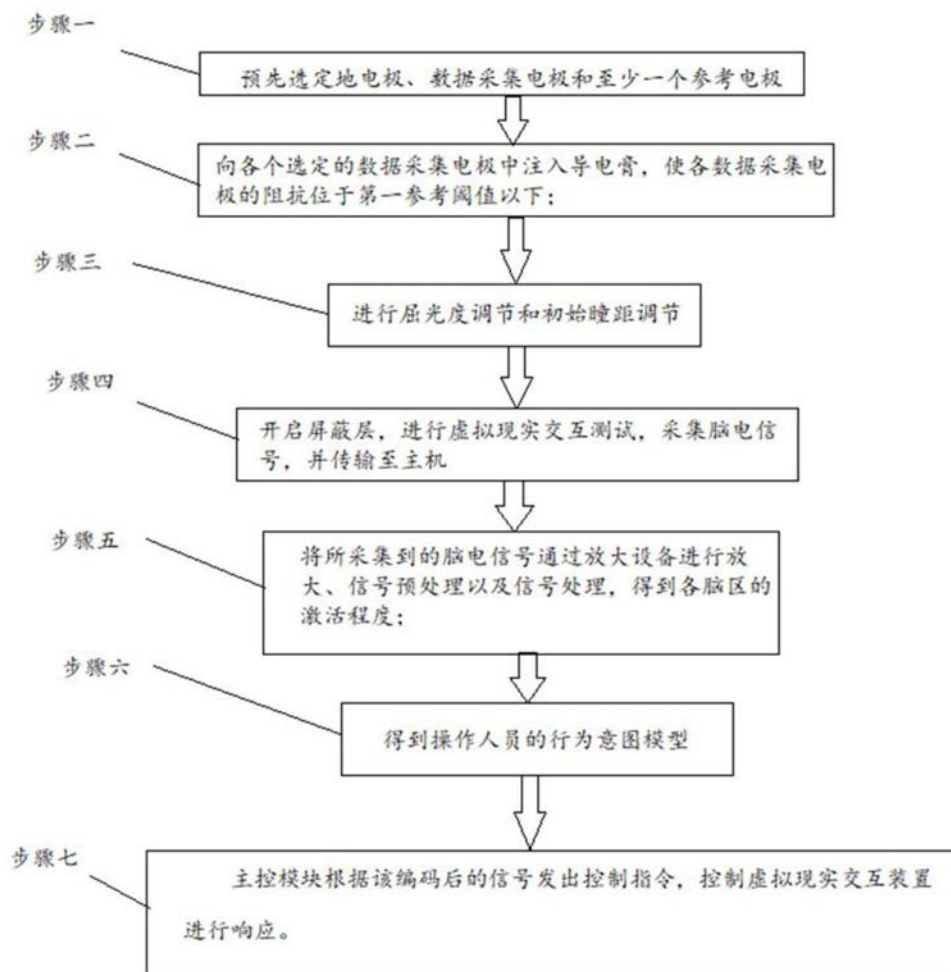 步骤一
预先选定地电极、数据采集电极和至少一个参考电极
步骤二
向各个选定的数据采集电极中注入导电膏，使各数据采集电
极的阻抗位于第一参考阈值以下；
步骤三
进行屈光度调节和初始瞳距调节
步骤四
开启屏蔽层，进行虚拟现实交互测试，采集脑电信
号，并传输至主机
步骤五
将所采集到的脑电信号通过放大设备进行放
大、信号预处理以及信号处理，得到各脑区的
激活程度；
步骤六
得到操作人员的行为意图模型
步骤七
主控模块根据该编码后的信号发出控制指令，控制虚拟现实交互装置
进行响应。